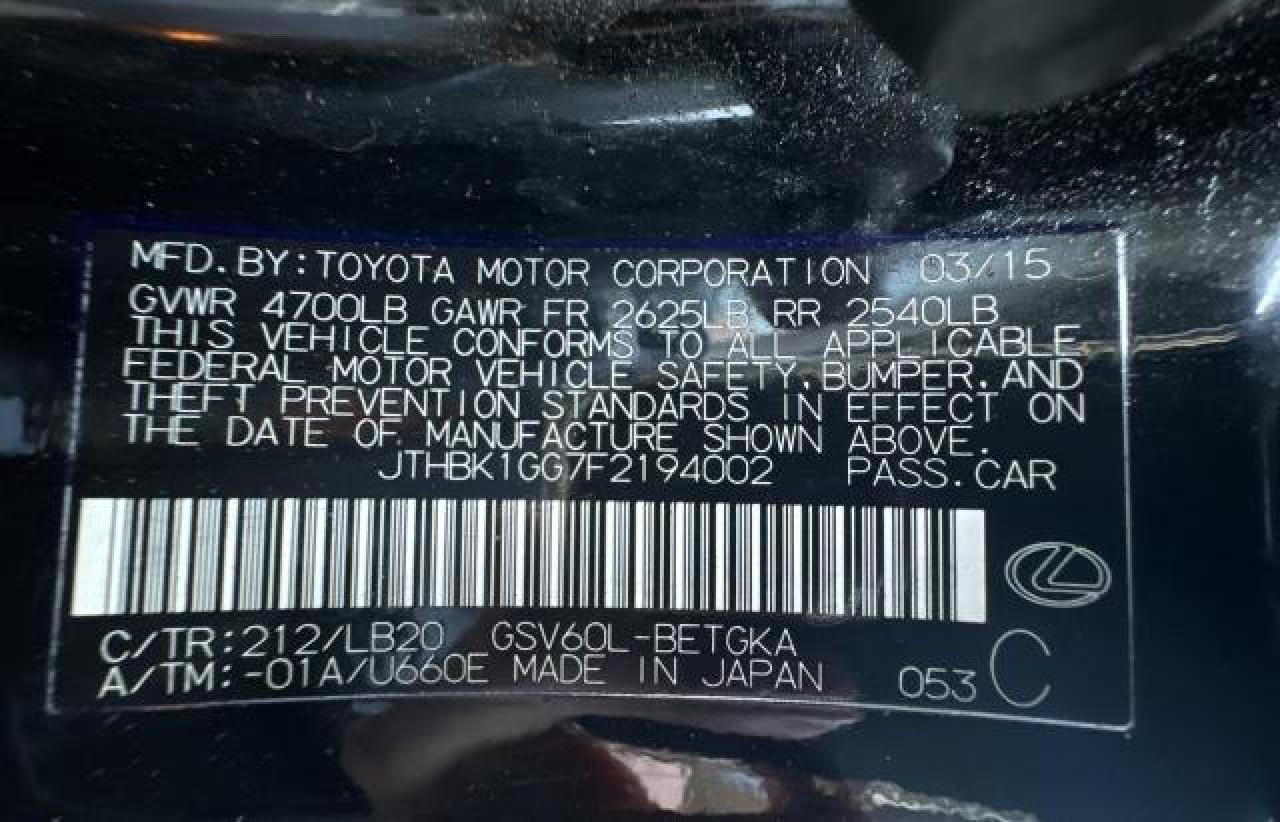 MFD.BY:TOYOTA MOTOR CORPORATION 03/15
GVWR 4700LB GAWR FR 2625LB RR 2540LB
THIS VEHICLE CONFORMS TO ALL APPLICABLE
FEDERAL MOTOR VEHICLE SAFETY,BUMPER,AND
THEFT PREVENTION STANDARDS IN EFFECT ON
THE DATE OF MANUFACTURE SHOWN ABOVE.
JTHBK1GG7F2194002 PASS.CAR
C/TR:212/LB20 GSV60L-BETGKA
A/TM:-01A/U660E MADE IN JAPAN 053 C